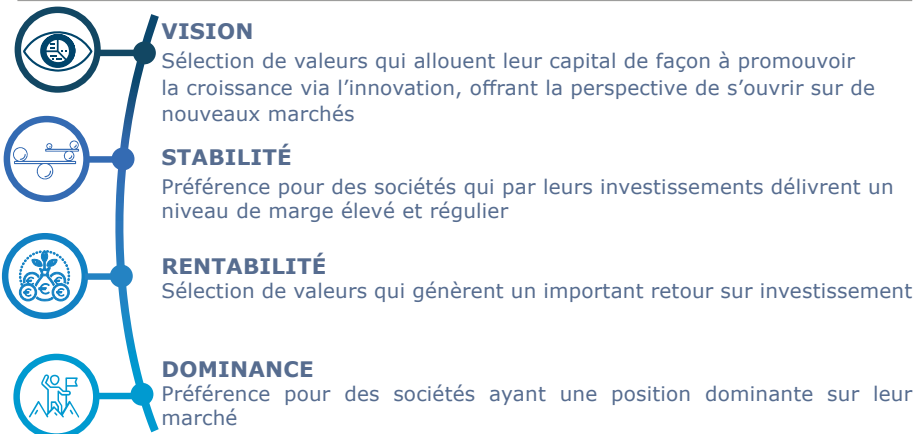 VISION
Sélection de valeurs qui allouent leur capital de façon à promouvoir
la croissance via l’innovation, offrant la perspective de s’ouvrir sur de
nouveaux marchés
STABILITÉ
Préférence pour des sociétés qui par leurs investissements délivrent un
niveau de marge élevé et régulier
RENTABILITÉ
Sélection de valeurs qui génèrent un important retour sur investissement
DOMINANCE
Préférence pour des sociétés ayant une position dominante sur leur
marché